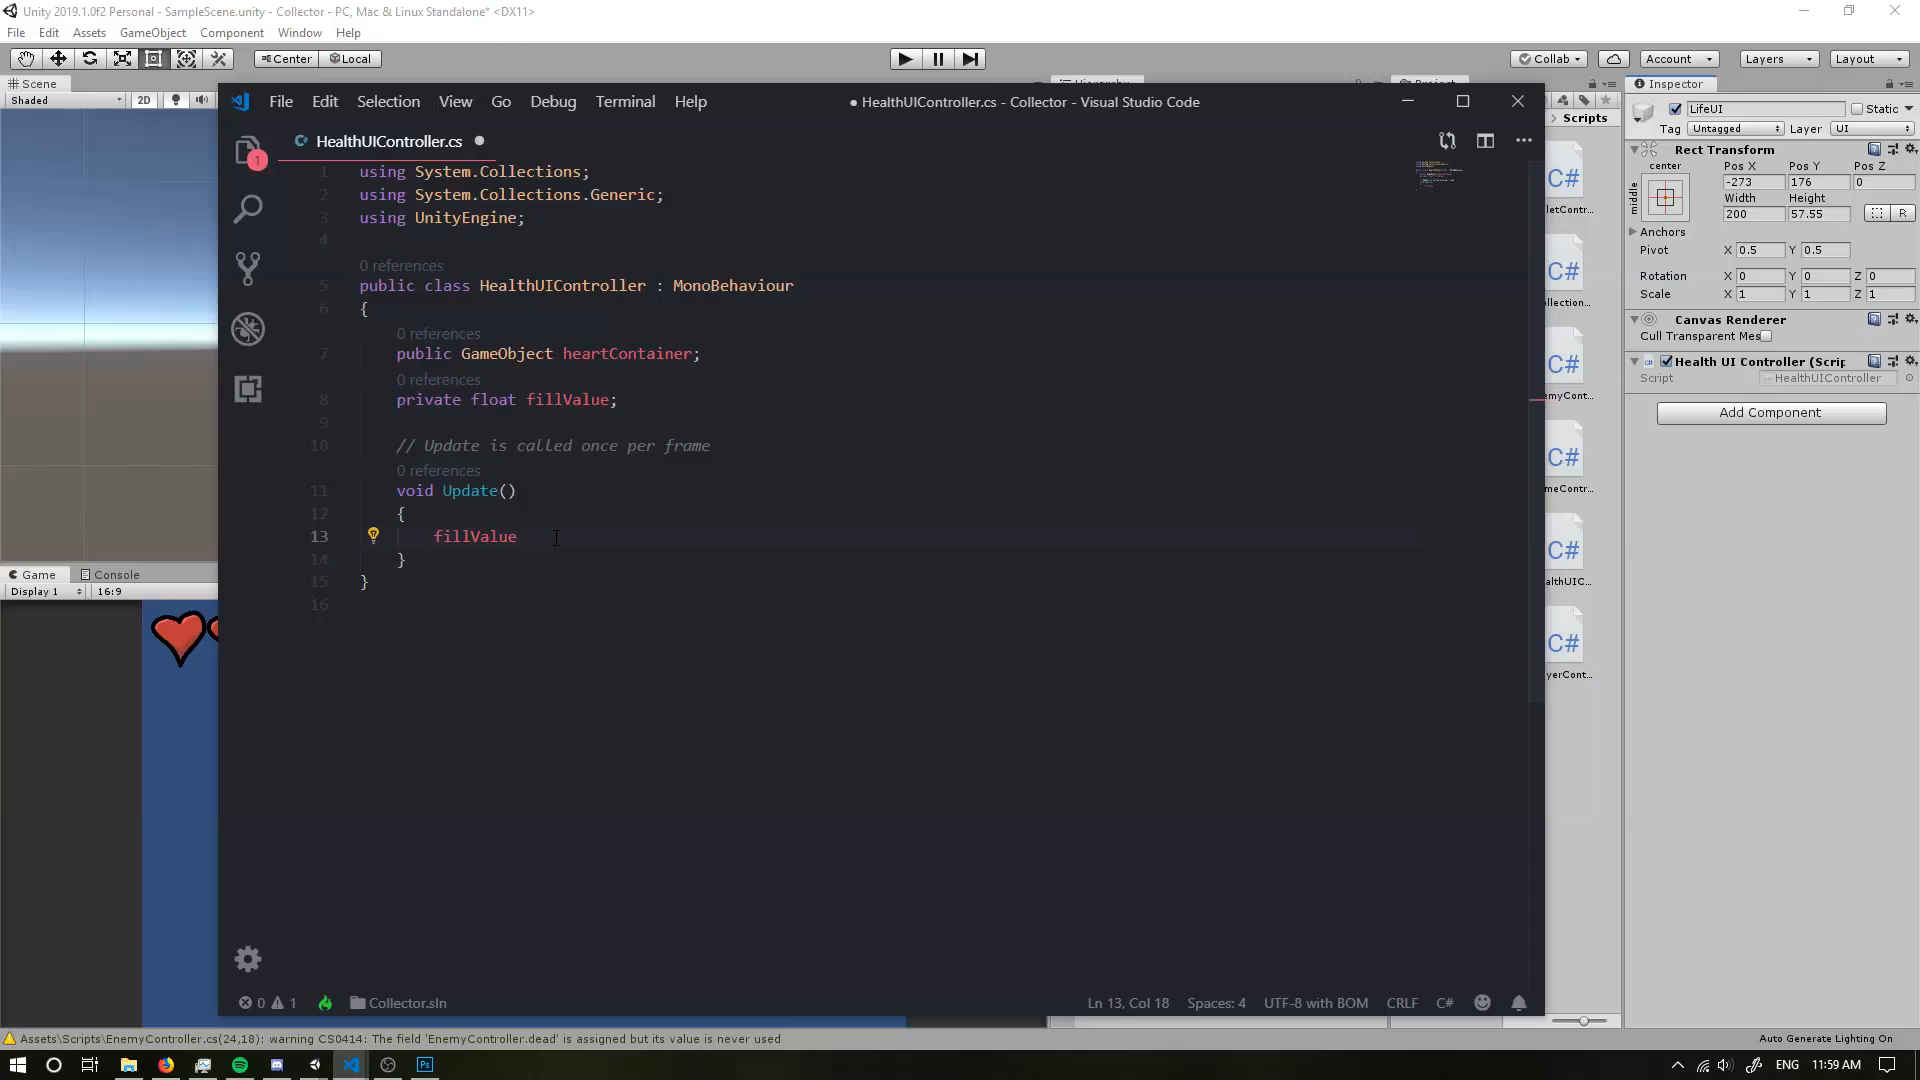 Unity 2019.1.0f2 Personal - SampleScene.unity - Collector - PC, Mac & Linux Standalone* <DX11>
File Edit Assets GameObject Component Window Help
Center Local
Collab Account Layers Layout
Scene
Shaded 2D
File Edit Selection View Go Debug Terminal Help
● HealthUIController.cs - Collector - Visual Studio Code
HealthUIController.cs
1
1 using System.Collections;
2 using System.Collections.Generic;
3 using UnityEngine;
4
0 references
5 public class HealthUIController : MonoBehaviour
6 {
0 references
7 public GameObject heartContainer;
0 references
8 private float fillValue;
9
10 // Update is called once per frame
0 references
11 void Update()
12 {
13 fillValue
14 }
15 }
16
0 1 Collector.sln
Ln 13, Col 18 Spaces: 4 UTF-8 with BOM CRLF C#
Game Console
Display 1 16:9
Scripts
C#
letContr...
C#
llection...
C#
emyCont...
C#
meContr...
C#
althUIC...
C#
yerCont...
Inspector
LifeUI Static
Tag Untagged Layer UI
Rect Transform
center Pos X Pos Y Pos Z
middle -273 176 0
Width Height
200 57.55 R
Anchors
Pivot X 0.5 Y 0.5
Rotation X 0 Y 0 Z 0
Scale X 1 Y 1 Z 1
Canvas Renderer
Cull Transparent Mes
Health UI Controller (Scrip
Script HealthUIController
Add Component
Assets\Scripts\EnemyController.cs(24,18): warning CS0414: The field 'EnemyController.dead' is assigned but its value is never used
Auto Generate Lighting On
Ps
ENG 11:59 AM